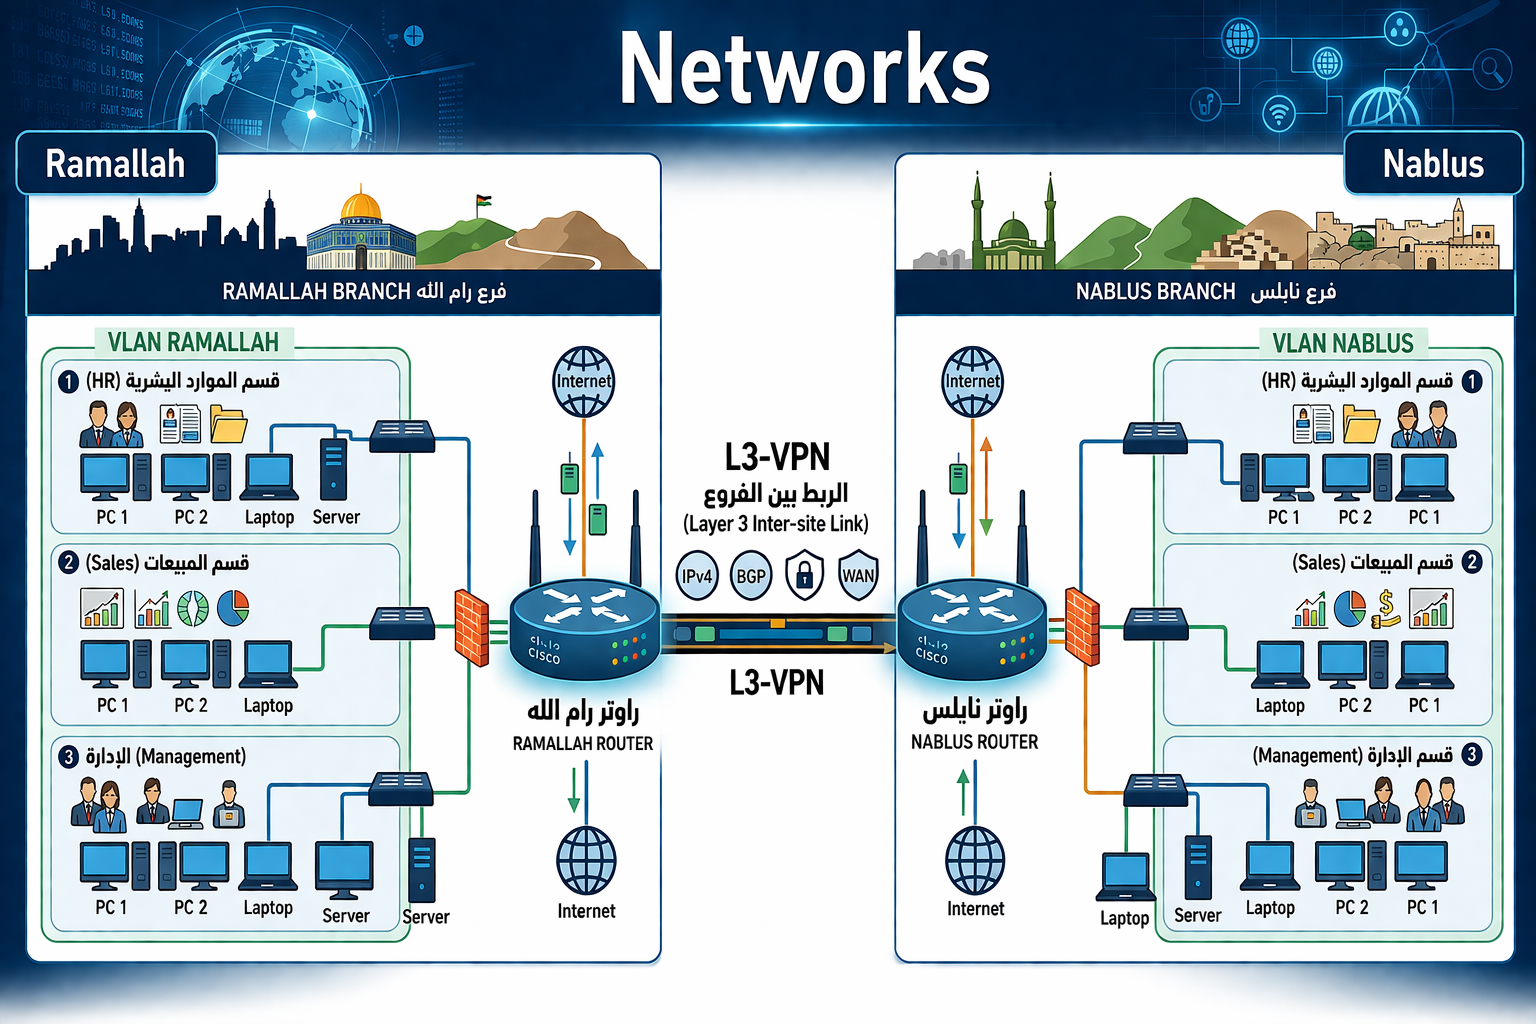 Networks
Ramallah
RAMALLAH BRANCH فرع رام الله
VLAN RAMALLAH
1 قسم الموارد اليشرية (HR)
PC 1
PC 2
Laptop
Server
2 قسم المبيعات (Sales)
PC 1
PC 2
Laptop
3 الإدارة (Management)
PC 1
PC 2
Laptop
Server
Server
Internet
CISCO
راوتر رام الله
RAMALLAH ROUTER
Internet
L3-VPN
الربط بين الفروع
(Layer 3 Inter-site Link)
IPv4
BGP
WAN
L3-VPN
Nablus
NABLUS BRANCH فرع نابلس
VLAN NABLUS
Internet
CISCO
راوتر نايلس
NABLUS ROUTER
Internet
1 قسم الموارد اليشرية (HR)
PC 1
PC 2
PC 1
2 قسم المبيعات (Sales)
Laptop
PC 2
PC 1
3 قسم الإدارة (Management)
Laptop
Server
Laptop
PC 2
PC 1